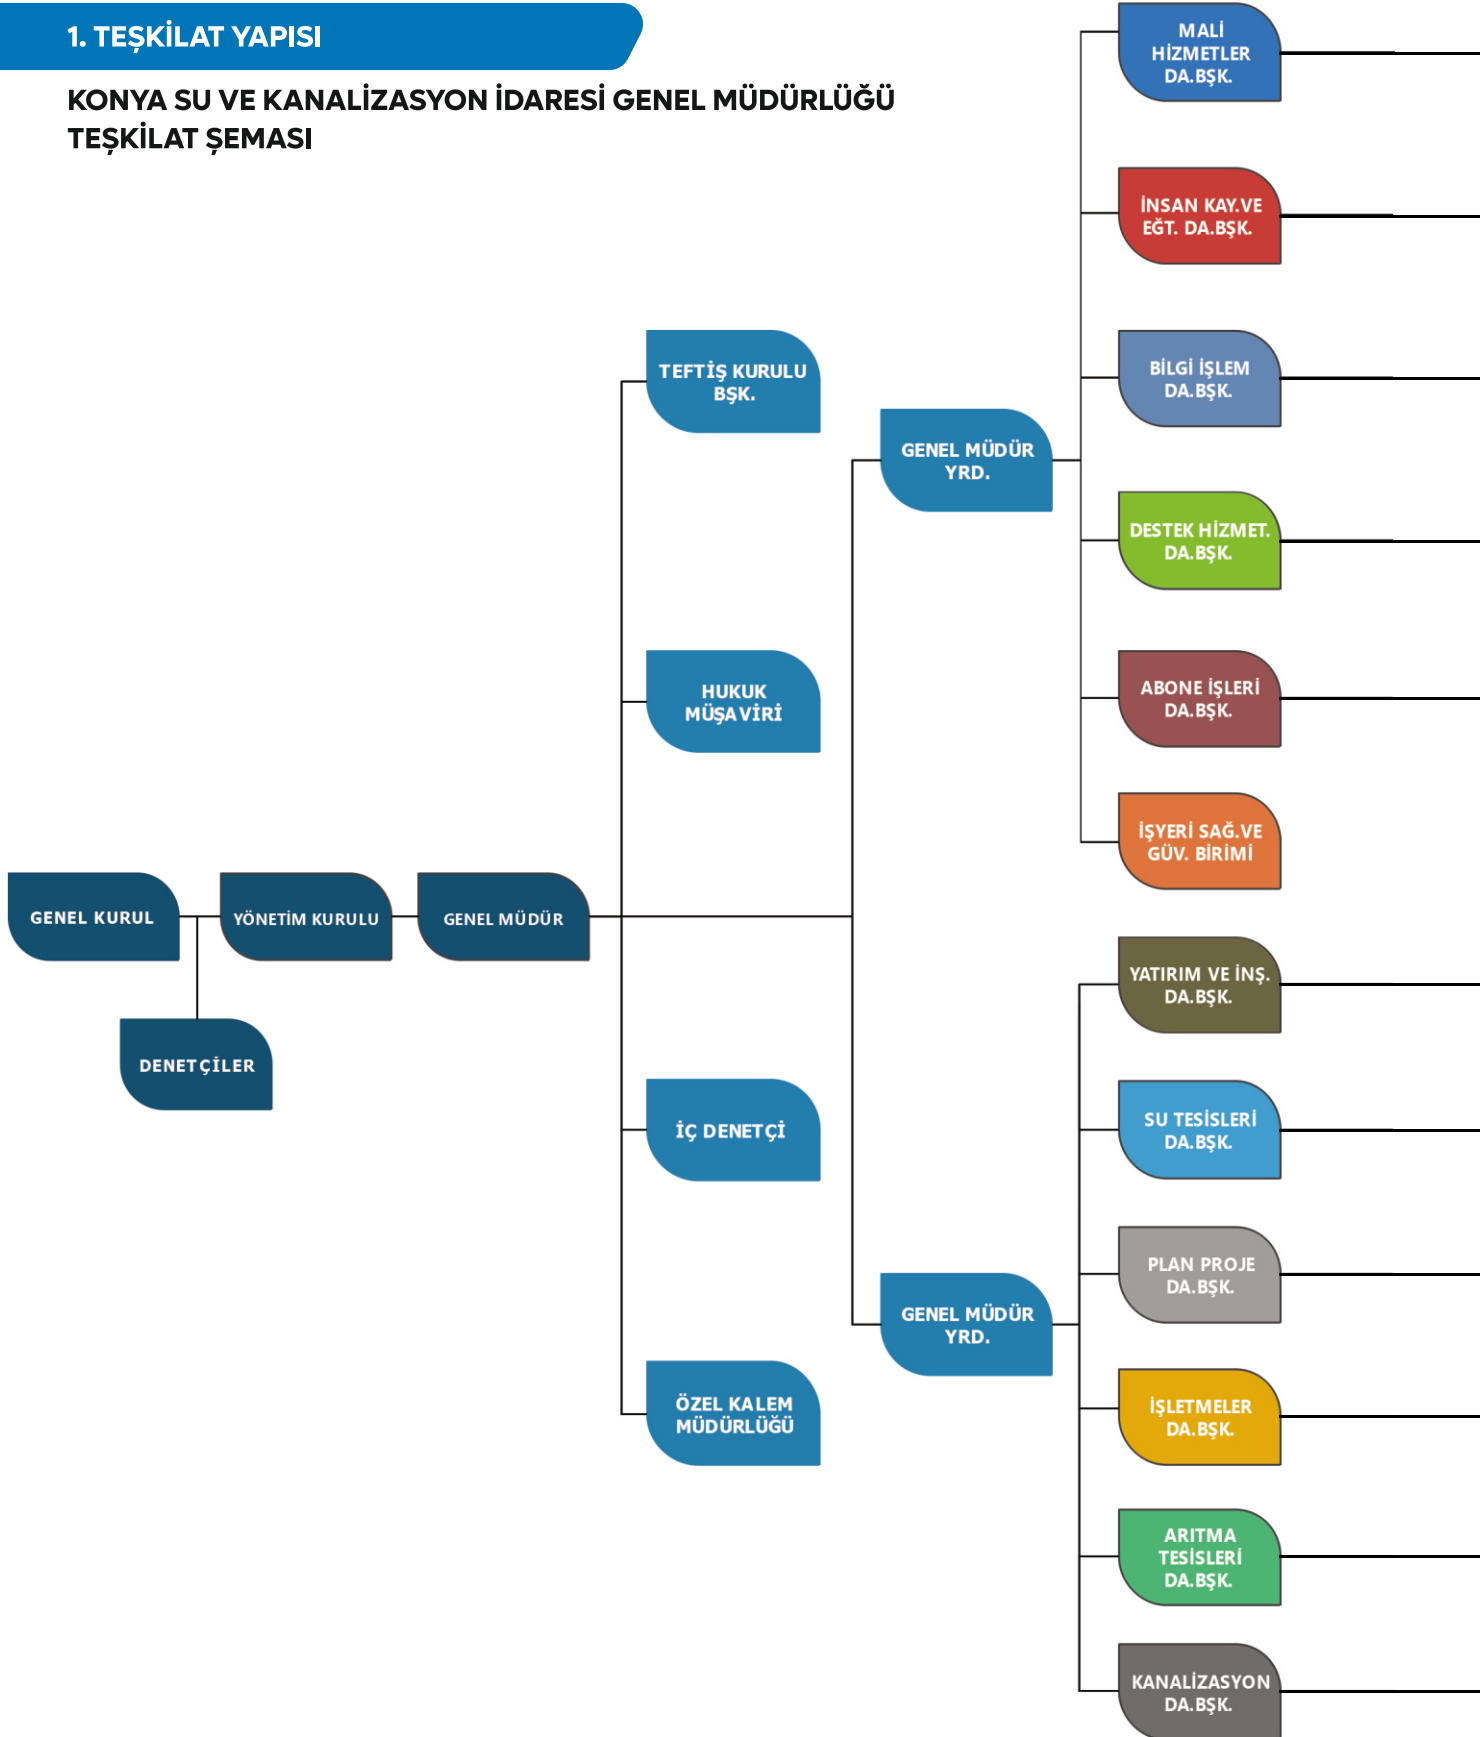 1. TEŞKİLAT YAPISI
KONYA SU VE KANALİZASYON İDARESİ GENEL MÜDÜRLÜĞÜ
TEŞKİLAT ŞEMASI
GENEL KURUL
DENETÇİLER
YÖNETİM KURULU
GENEL MÜDÜR
TEFTİŞ KURULU
BŞK.
HUKUK
MÜŞAVİRİ
İÇ DENETÇİ
ÖZEL KALEM
MÜDÜRLÜĞÜ
GENEL MÜDÜR
YRD.
MALİ
HİZMETLER
DA.BŞK.
İNSAN KAY.VE
EĞT. DA.BŞK.
BİLGİ İŞLEM
DA.BŞK.
DESTEK HİZMET.
DA.BŞK.
ABONE İŞLERİ
DA.BŞK.
İŞYERİ SAĞ.VE
GÜV. BİRİMİ
GENEL MÜDÜR
YRD.
YATIRIM VE İNŞ.
DA.BŞK.
SU TESİSLERİ
DA.BŞK.
PLAN PROJE
DA.BŞK.
İŞLETMELER
DA.BŞK.
ARITMA
TESİSLERİ
DA.BŞK.
KANALİZASYON
DA.BŞK.